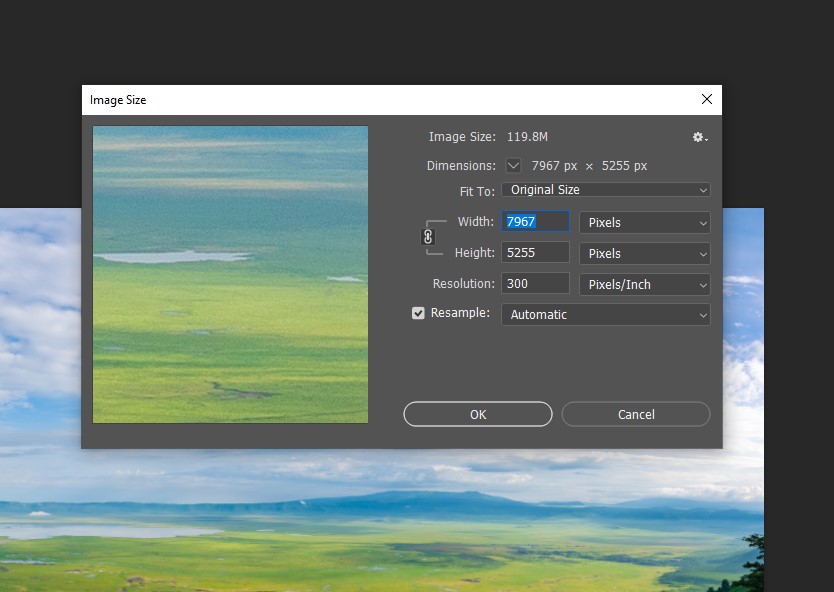 Image Size
Image Size: 119.8M
Dimensions: 7967 px × 5255 px
Fit To: Original Size
Width: 7967 Pixels
Height: 5255 Pixels
Resolution: 300 Pixels/Inch
Resample: Automatic
OK Cancel